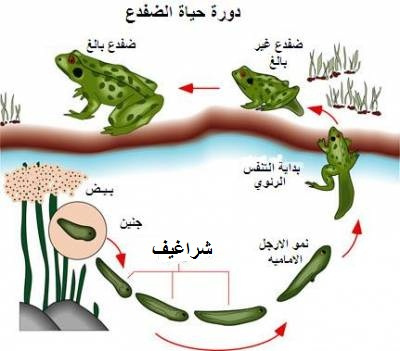 دورة حياة الضفدع
ضفدع بالغ
ضفدع غير
بالغ
بداية التنفس
الرئوي
بيض
جنين
شراغيف
نمو الارجل
الاماميه